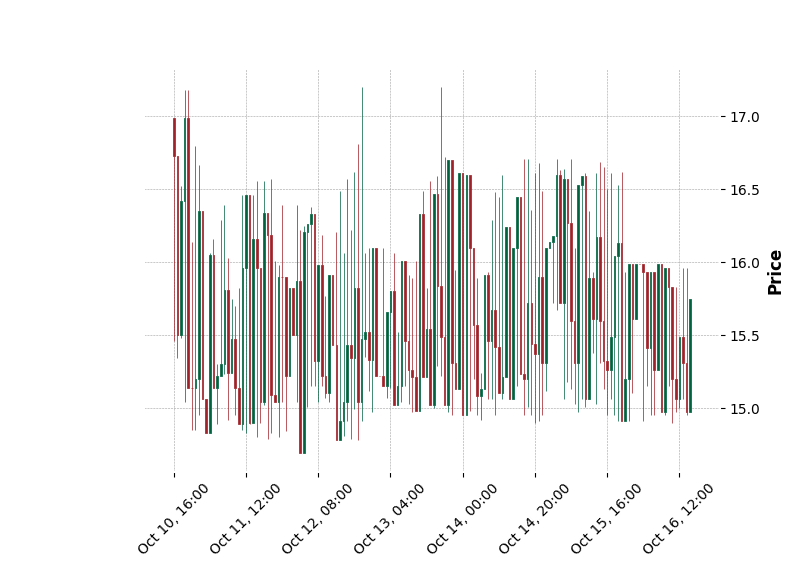 17.0
16.5
16.0
15.5
15.0
Price
Oct 10, 16:00
Oct 11, 12:00
Oct 12, 08:00
Oct 13, 04:00
Oct 14, 00:00
Oct 14, 20:00
Oct 15, 16:00
Oct 16, 12:00